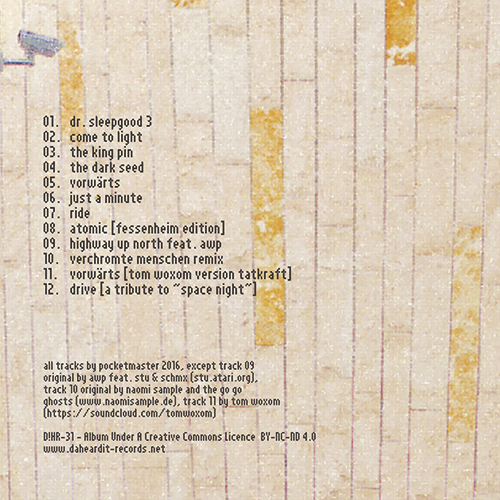 01. dr. sleepgood 3
02. come to light
03. the king pin
04. the dark seed
05. vorwärts
06. just a minute
07. ride
08. atomic [fessenheim edition]
09. highway up north feat. awp
10. verchromte menschen remix
11. vorwärts [tom woxom version tatkraft]
12. drive [a tribute to "space night"]
all tracks by pocketmaster 2016, except track 09
original by awp feat. stu & schmx (stu.atari.org),
track 10 original by naomi sample and the go go
ghosts (www.naomisample.de), track 11 by tom woxom
(https://soundcloud.com/tomwoxom)
D!HR-31 - Album Under A Creative Commons Licence BY-NC-ND 4.0
www.daheardit-records.net